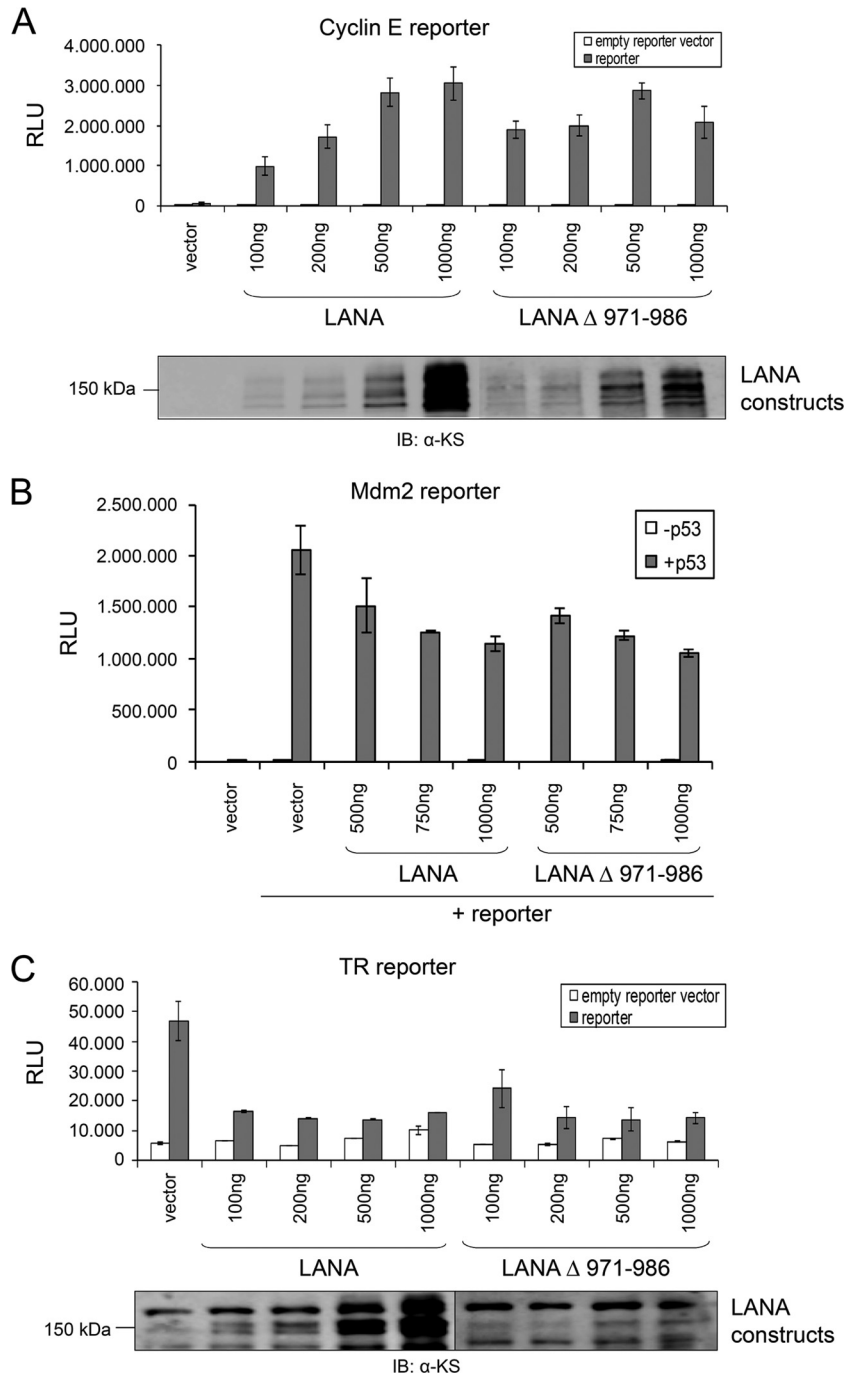 A
Cyclin E reporter
empty reporter vector
reporter
RLU
4.000.000
3.000.000
2.000.000
1.000.000
0
vector 100ng 200ng 500ng 1000ng 100ng 200ng 500ng 1000ng
LANA LANA Δ 971-986
150 kDa
LANA
constructs
IB: α-KS
B
Mdm2 reporter
-p53
+p53
RLU
2.500.000
2.000.000
1.500.000
1.000.000
500.000
0
vector vector 500ng 750ng 1000ng 500ng 750ng 1000ng
LANA LANA Δ 971-986
+ reporter
C
TR reporter
empty reporter vector
reporter
RLU
60.000
50.000
40.000
30.000
20.000
10.000
0
vector 100ng 200ng 500ng 1000ng 100ng 200ng 500ng 1000ng
LANA LANA Δ 971-986
150 kDa
LANA
constructs
IB: α-KS